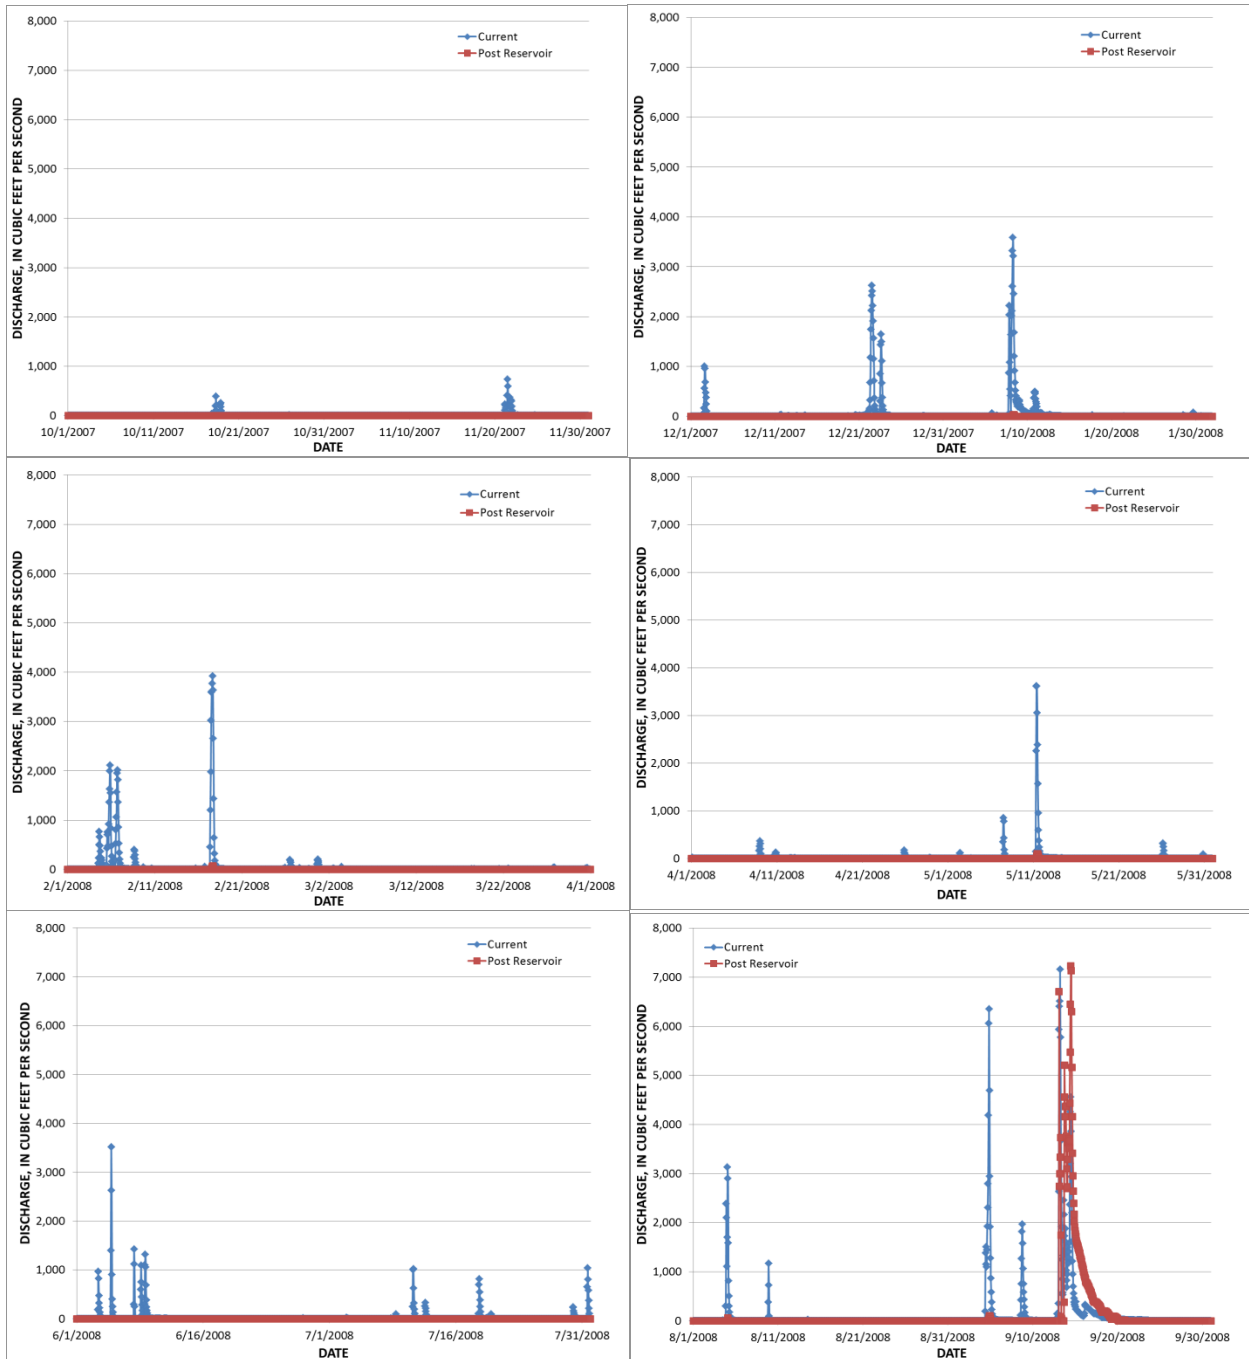 8,000
7,000
6,000
5,000
4,000
3,000
2,000
1,000
0
DISCHARGE, IN CUBIC FEET PER SECOND
Current
Post Reservoir
10/1/2007 10/11/2007 10/21/2007 10/31/2007 11/10/2007 11/20/2007 11/30/2007
DATE
8,000
7,000
6,000
5,000
4,000
3,000
2,000
1,000
0
DISCHARGE, IN CUBIC FEET PER SECOND
Current
Post Reservoir
12/1/2007 12/11/2007 12/21/2007 12/31/2007 1/10/2008 1/20/2008 1/30/2008
DATE
8,000
7,000
6,000
5,000
4,000
3,000
2,000
1,000
0
DISCHARGE, IN CUBIC FEET PER SECOND
Current
Post Reservoir
2/1/2008 2/11/2008 2/21/2008 3/2/2008 3/12/2008 3/22/2008 4/1/2008
DATE
8,000
7,000
6,000
5,000
4,000
3,000
2,000
1,000
0
DISCHARGE, IN CUBIC FEET PER SECOND
Current
Post Reservoir
4/1/2008 4/11/2008 4/21/2008 5/1/2008 5/11/2008 5/21/2008 5/31/2008
DATE
8,000
7,000
6,000
5,000
4,000
3,000
2,000
1,000
0
DISCHARGE, IN CUBIC FEET PER SECOND
Current
Post Reservoir
6/1/2008 6/16/2008 7/1/2008 7/16/2008 7/31/2008
DATE
8,000
7,000
6,000
5,000
4,000
3,000
2,000
1,000
0
DISCHARGE, IN CUBIC FEET PER SECOND
Current
Post Reservoir
8/1/2008 8/11/2008 8/21/2008 8/31/2008 9/10/2008 9/20/2008 9/30/2008
DATE